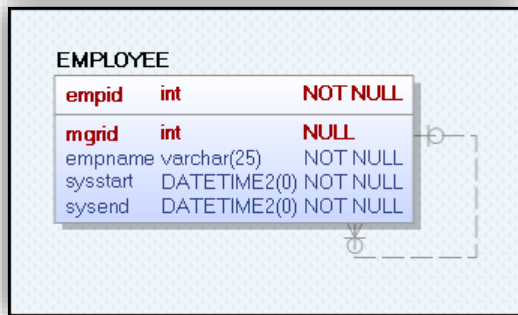 EMPLOYEE
empid int NOT NULL
mgrid int NULL
empname varchar(25) NOT NULL
sysstart DATETIME2(0) NOT NULL
sysend DATETIME2(0) NOT NULL